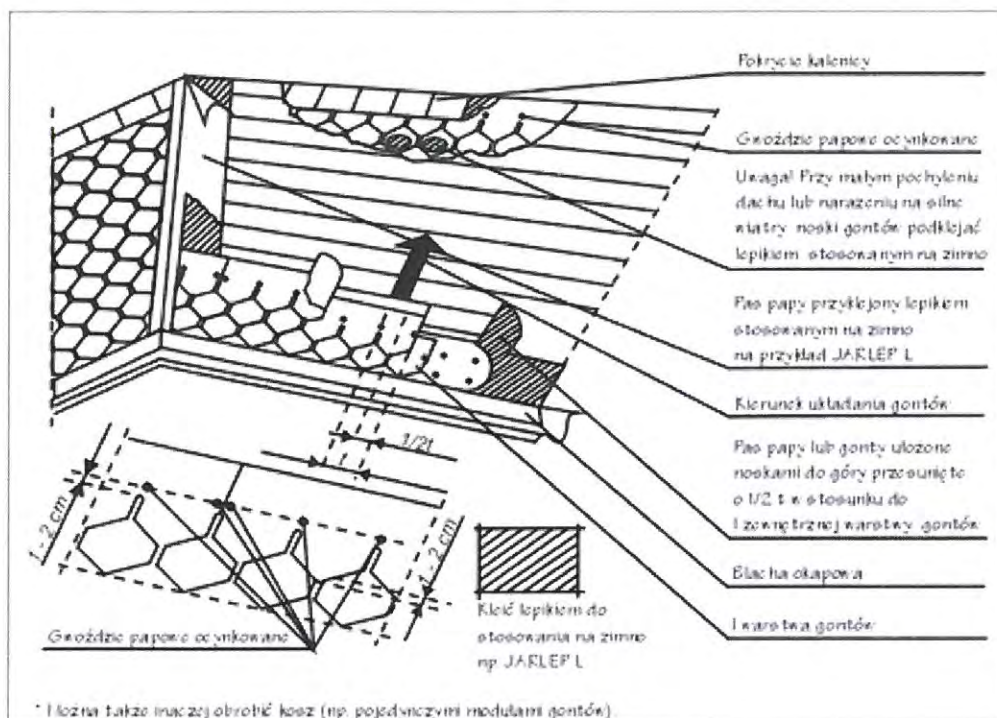 Pokrycie kalenicy
Gwoździe papowe ocynkowane
Uwaga! Przy małym pochyleniu
dachu lub narażeniu na silne
wiatry noski gontów podklejać
lepikiem stosowanym na zimno
Pas papy przyklejony lepikiem
stosowanym na zimno
na przykład JARLEP L
Kierunek układania gontów
Pas papy lub gonty ułożone
noskami do góry przesunięte
o 1/2 t w stosunku do
I zewnętrznej warstwy gontów
Blacha okapowa
I warstwa gontów
1/2t
1 - 2 cm
1 - 2 cm
Gwoździe papowe ocynkowane
Kleić lepikiem do
stosowania na zimno
np. JARLEP L
* Można także inaczej obrobić kosz (np. pojedynczymi modułami gontów)